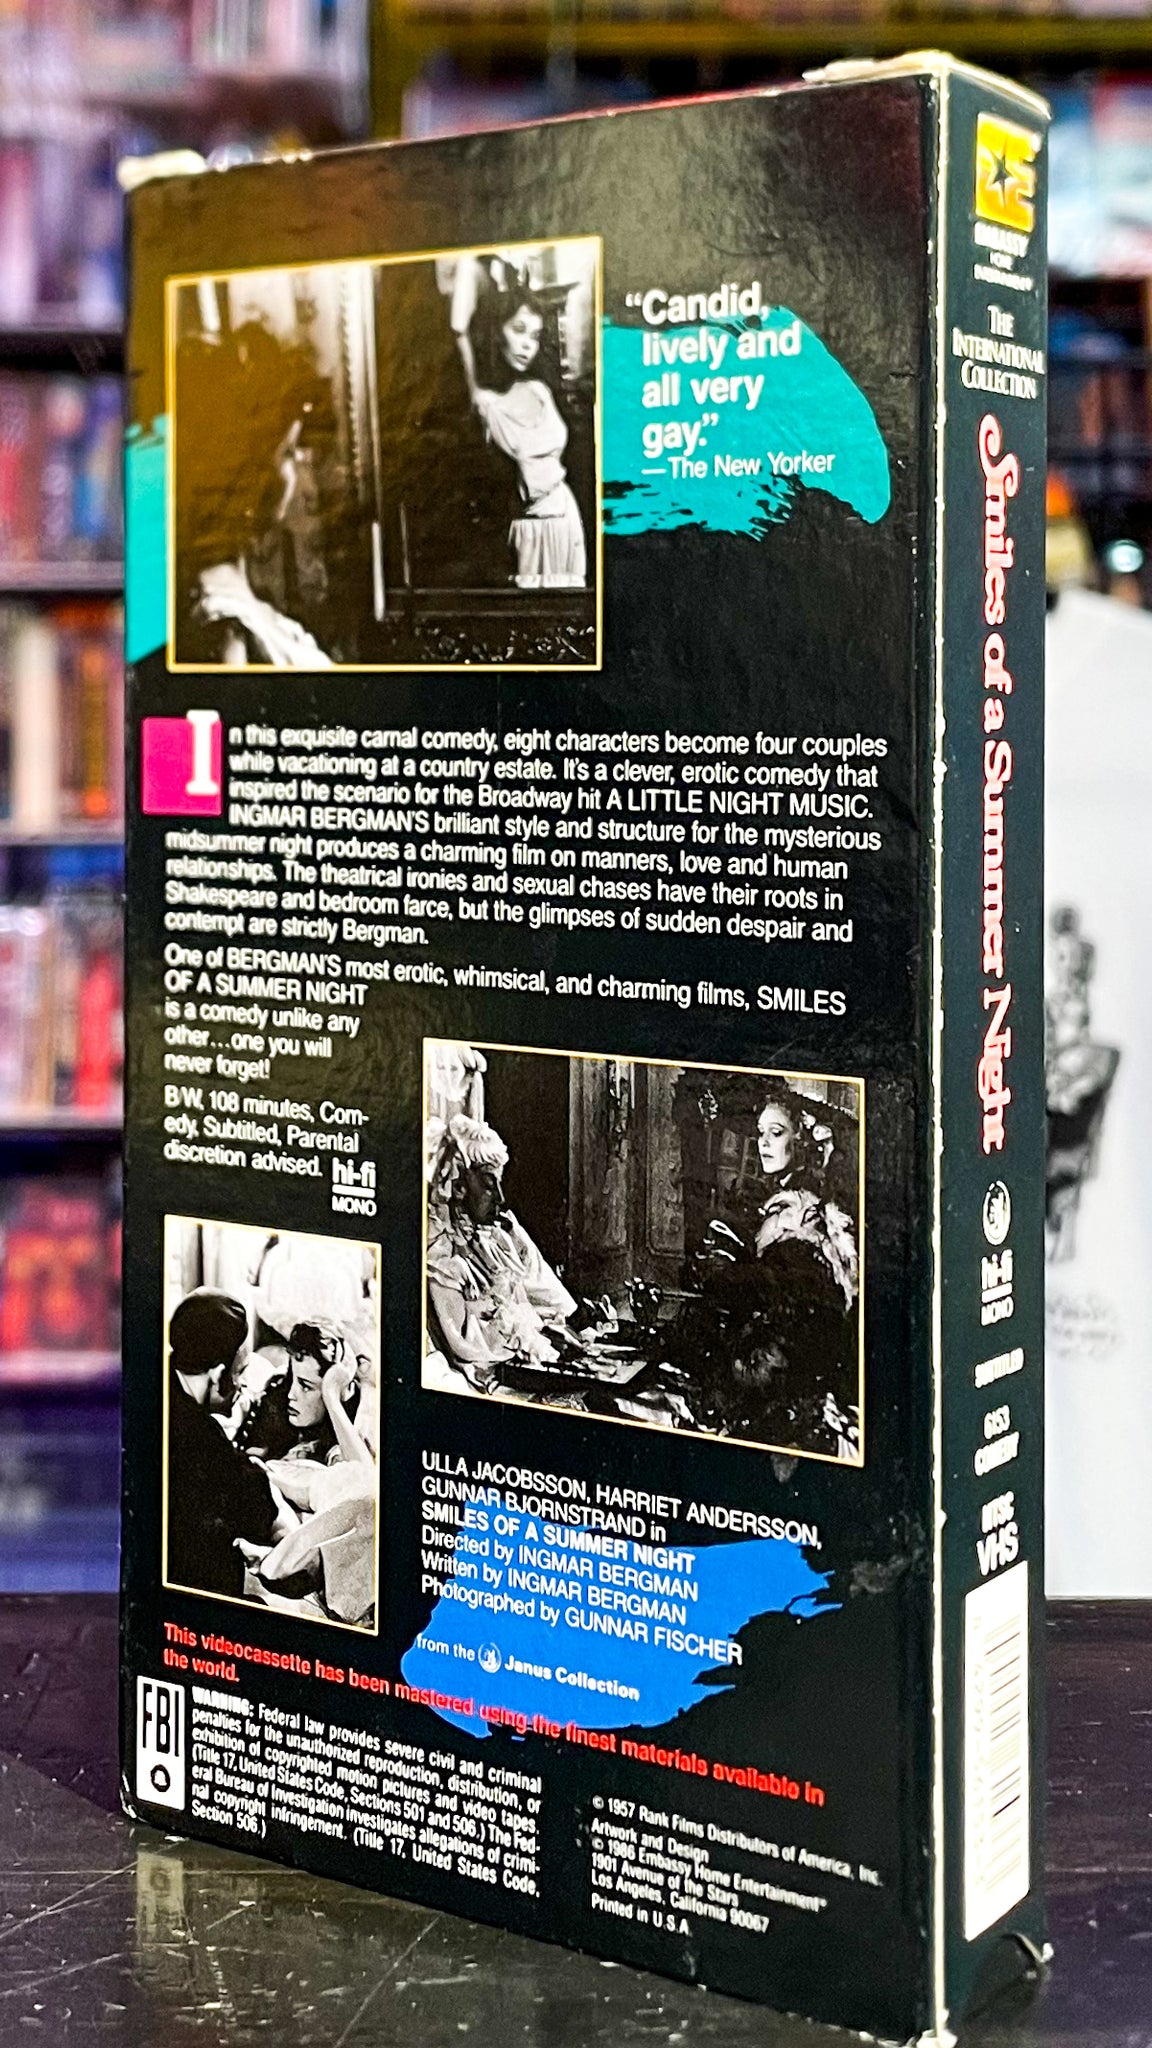 “Candid,
lively and
all very
gay.”
—The New Yorker
In this exquisite carnal comedy, eight characters become four couples
while vacationing at a country estate. It's a clever, erotic comedy that
inspired the scenario for the Broadway hit A LITTLE NIGHT MUSIC.
INGMAR BERGMAN'S brilliant style and structure for the mysterious
midsummer night produces a charming film on manners, love and human
relationships. The theatrical ironies and sexual chases have their roots in
Shakespeare and bedroom farce, but the glimpses of sudden despair and
contempt are strictly Bergman.
One of BERGMAN'S most erotic, whimsical, and charming films, SMILES
OF A SUMMER NIGHT
is a comedy unlike any
other...one you will
never forget!
B/W, 108 minutes, Com-
edy, Subtitled, Parental
discretion advised.
hi-fi
MONO
ULLA JACOBSSON, HARRIET ANDERSSON,
GUNNAR BJORNSTRAND in
SMILES OF A SUMMER NIGHT
Directed by INGMAR BERGMAN
Written by INGMAR BERGMAN
Photographed by GUNNAR FISCHER
from the Janus Collection
This videocassette has been mastered using the finest materials available in
the world.
FBI
WARNING: Federal law provides severe civil and criminal
penalties for the unauthorized reproduction, distribution, or
exhibition of copyrighted motion pictures and video tapes.
(Title 17, United States Code, Sections 501 and 506.) The Fed-
eral Bureau of Investigation investigates allegations of crimi-
nal copyright infringement. (Title 17, United States Code,
Section 506.)
© 1957 Rank Films Distributors of America, Inc.
Artwork and Design
© 1986 Embassy Home Entertainment®
1901 Avenue of the Stars
Los Angeles, California 90067
Printed in U.S.A.
E
EMBASSY
HOME
ENTERTAINMENT®
THE
INTERNATIONAL
COLLECTION
Smiles of a Summer Night
hi-fi
MONO
SUBTITLED
6153
COMEDY
NTSC
VHS